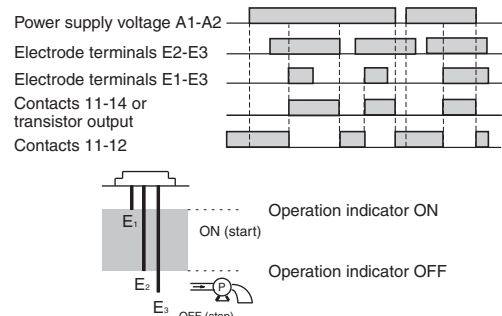 Power supply voltage A1-A2
Electrode terminals E2-E3
Electrode terminals E1-E3
Contacts 11-14 or
transistor output
Contacts 11-12
E1
ON (start)
Operation indicator ON
Operation indicator OFF
E2
P
E3
OFF (stop)